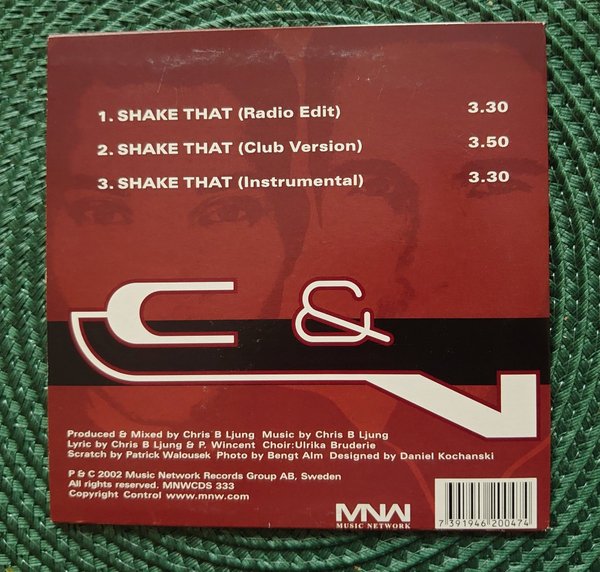 1. SHAKE THAT (Radio Edit) 3.30
2. SHAKE THAT (Club Version) 3.50
3. SHAKE THAT (Instrumental) 3.30
C & N
Produced & Mixed by Chris B Ljung Music by Chris B Ljung
Lyric by Chris B Ljung & P. Wincent Choir:Ulrika Bruderie
Scratch by Patrick Walousek Photo by Bengt Alm Designed by Daniel Kochanski
P & C 2002 Music Network Records Group AB, Sweden
All rights reserved. MNWCDS 333
Copyright Control www.mnw.com
MNW
MUSIC NETWORK
7 391946 200474